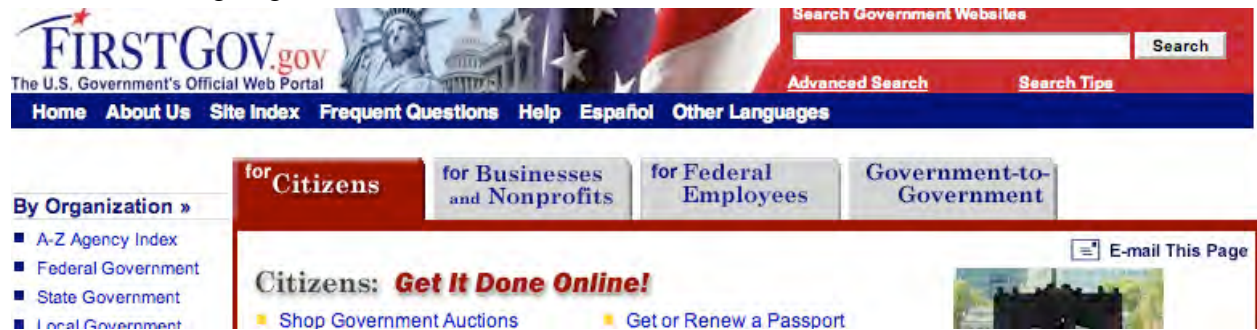 Search Government Websites
FIRSTGOV.gov
Search
The U.S. Government's Official Web Portal
Advanced Search Search Tips
Home About Us Site Index Frequent Questions Help Español Other Languages
for Citizens
for Businesses
and Nonprofits
for Federal
Employees
Government-to-
Government
By Organization »
A-Z Agency Index
Federal Government
State Government
Local Government
E-mail This Page
Citizens: Get It Done Online!
Shop Government Auctions
Get or Renew a Passport